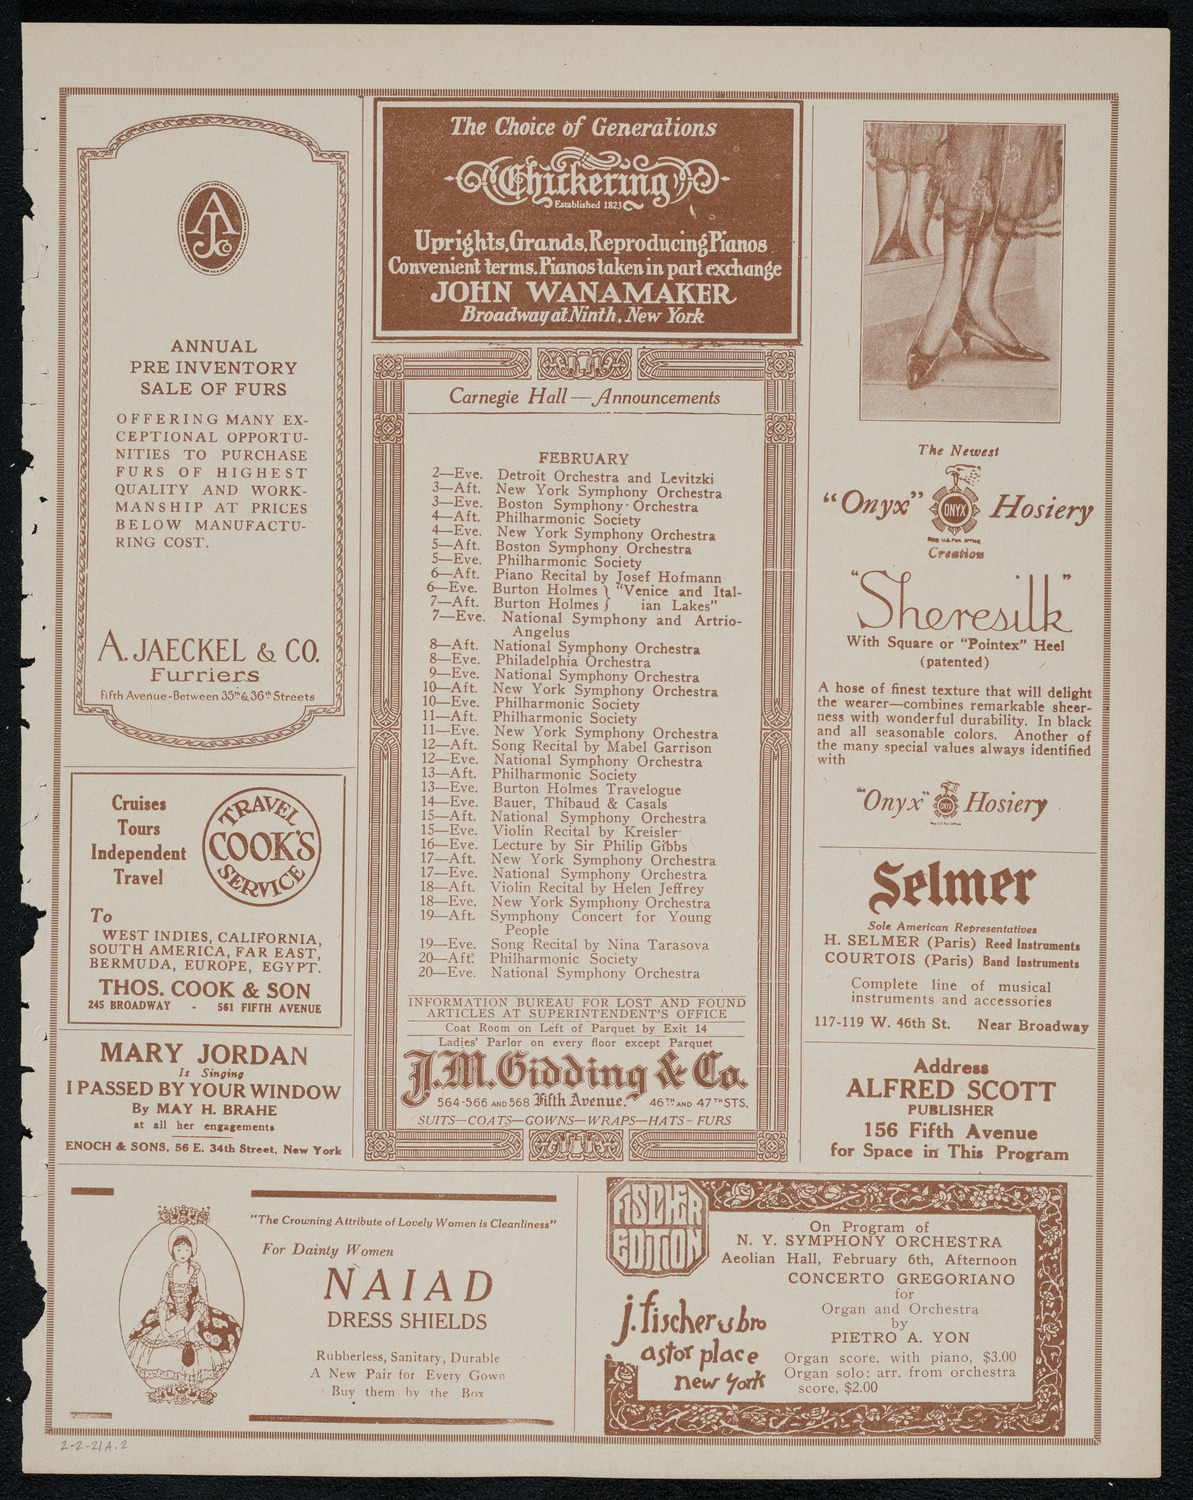 AJCo
ANNUAL
PRE INVENTORY
SALE OF FURS
OFFERING MANY EX-
CEPTIONAL OPPORTU-
NITIES TO PURCHASE
FURS OF HIGHEST
QUALITY AND WORK-
MANSHIP AT PRICES
BELOW MANUFACTU-
RING COST.
A. JAECKEL & CO.
Furriers
Fifth Avenue-Between 35th & 36th Streets
Cruises
Tours
Independent
Travel
TRAVEL
COOK'S
SERVICE
To
WEST INDIES, CALIFORNIA,
SOUTH AMERICA, FAR EAST,
BERMUDA, EUROPE, EGYPT.
THOS. COOK & SON
245 BROADWAY - 561 FIFTH AVENUE
MARY JORDAN
Is Singing
I PASSED BY YOUR WINDOW
By MAY H. BRAHE
at all her engagements
ENOCH & SONS, 56 E. 34th Street, New York
The Choice of Generations
Chickering
Established 1823
Uprights, Grands, Reproducing Pianos
Convenient terms. Pianos taken in part exchange
JOHN WANAMAKER
Broadway at Ninth, New York
Carnegie Hall—Announcements
FEBRUARY
2—Eve. Detroit Orchestra and Levitzki
3—Aft. New York Symphony Orchestra
3—Eve. Boston Symphony Orchestra
4—Aft. Philharmonic Society
4—Eve. New York Symphony Orchestra
5—Aft. Boston Symphony Orchestra
5—Eve. Philharmonic Society
6—Aft. Piano Recital by Josef Hofmann
6—Eve. Burton Holmes } "Venice and Ital-
7—Aft. Burton Holmes } ian Lakes"
7—Eve. National Symphony and Artrio-
Angelus
8—Aft. National Symphony Orchestra
8—Eve. Philadelphia Orchestra
9—Eve. National Symphony Orchestra
10—Aft. New York Symphony Orchestra
10—Eve. Philharmonic Society
11—Aft. Philharmonic Society
11—Eve. New York Symphony Orchestra
12—Aft. Song Recital by Mabel Garrison
12—Eve. National Symphony Orchestra
13—Aft. Philharmonic Society
13—Eve. Burton Holmes Travelogue
14—Eve. Bauer, Thibaud & Casals
15—Aft. National Symphony Orchestra
15—Eve. Violin Recital by Kreisler
16—Eve. Lecture by Sir Philip Gibbs
17—Aft. New York Symphony Orchestra
17—Eve. National Symphony Orchestra
18—Aft. Violin Recital by Helen Jeffrey
18—Eve. New York Symphony Orchestra
19—Aft. Symphony Concert for Young
People
19—Eve. Song Recital by Nina Tarasova
20—Aft. Philharmonic Society
20—Eve. National Symphony Orchestra
INFORMATION BUREAU FOR LOST AND FOUND
ARTICLES AT SUPERINTENDENT'S OFFICE
Coat Room on Left of Parquet by Exit 14
Ladies' Parlor on every floor except Parquet
J.M. Gidding & Co.
564-566 AND 568 Fifth Avenue. 46TH AND 47TH STS.
SUITS—COATS—GOWNS—WRAPS—HATS—FURS
The Newest
"Onyx" ONYX Hosiery
Reg. U.S. Pat. Office
Creation
"Sheresilk"
With Square or "Pointex" Heel
(patented)
A hose of finest texture that will delight
the wearer—combines remarkable sheer-
ness with wonderful durability. In black
and all seasonable colors. Another of
the many special values always identified
with
"Onyx" Hosiery
Selmer
Sole American Representatives
H. SELMER (Paris) Reed Instruments
COURTOIS (Paris) Band Instruments
Complete line of musical
instruments and accessories
117-119 W. 46th St. Near Broadway
Address
ALFRED SCOTT
PUBLISHER
156 Fifth Avenue
for Space in This Program
"The Crowning Attribute of Lovely Women is Cleanliness"
For Dainty Women
NAIAD
DRESS SHIELDS
Rubberless, Sanitary, Durable
A New Pair for Every Gown
Buy them by the Box
FISCHER
EDITION
j. fischer & bro
astor place
new york
On Program of
N. Y. SYMPHONY ORCHESTRA
Aeolian Hall, February 6th, Afternoon
CONCERTO GREGORIANO
for
Organ and Orchestra
by
PIETRO A. YON
Organ score, with piano, $3.00
Organ solo; arr. from orchestra
score, $2.00
2-2-21A.2